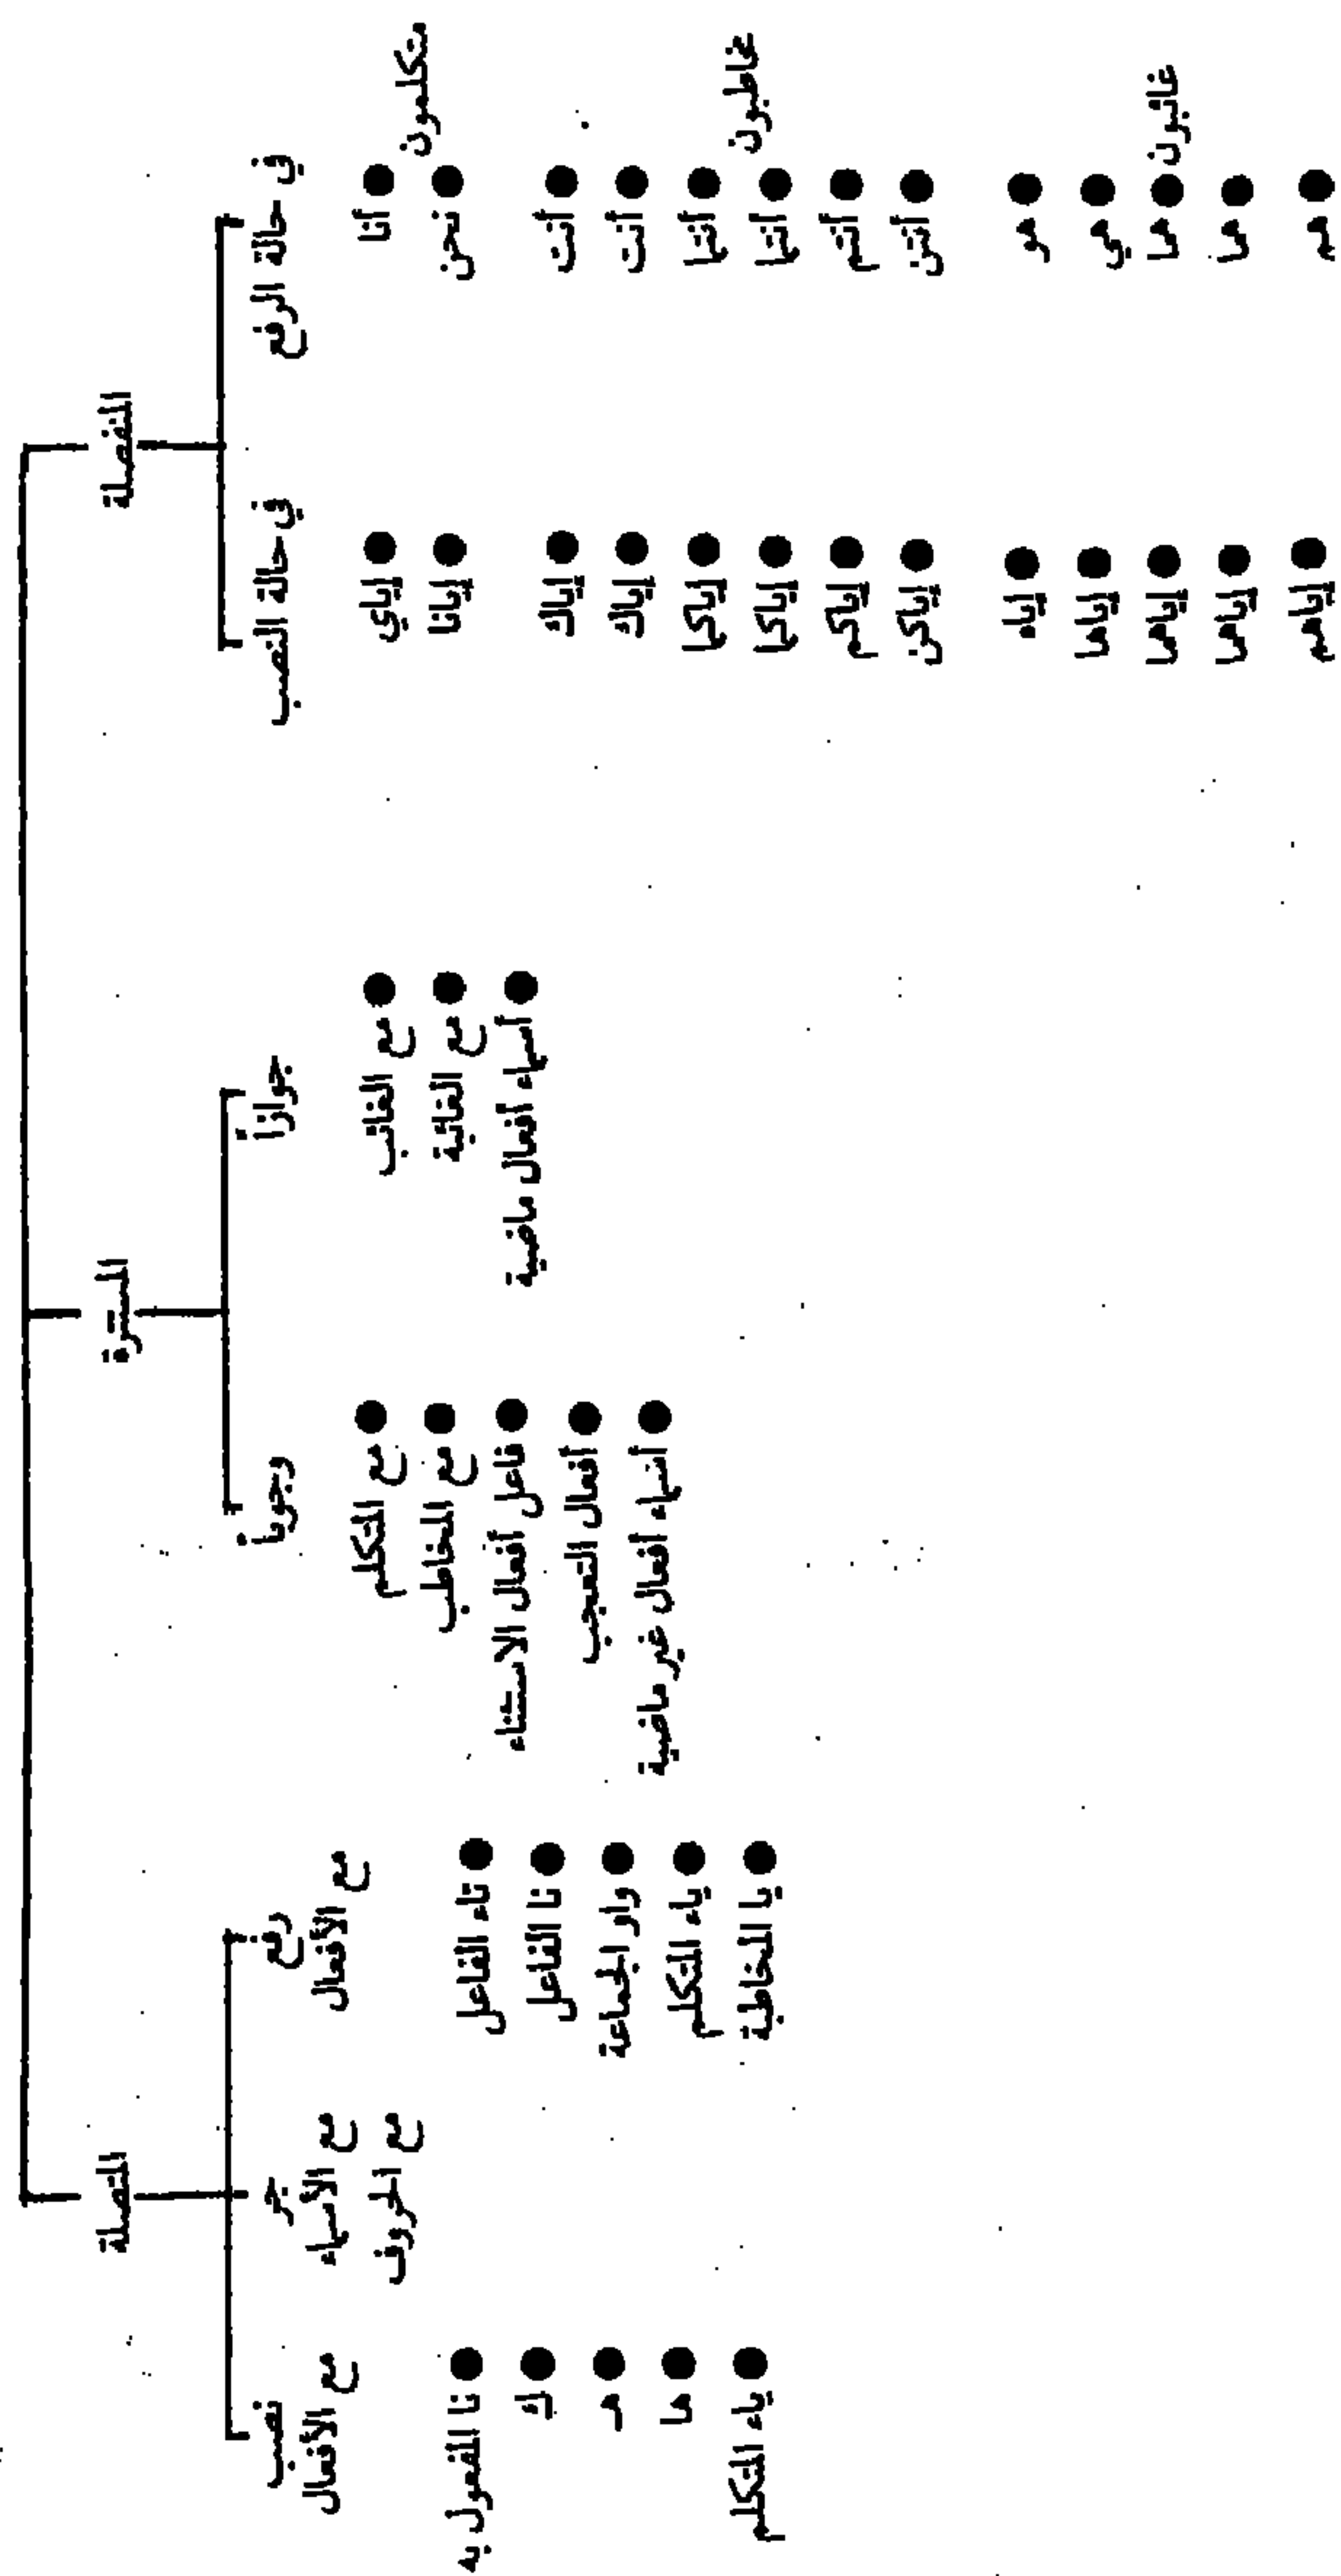 المنفصلة
المستترة
المتصلة
في حالة الرفع
في حالة النصب
جوازاً
وجوباً
رفع
مع الأفعال
جر
مع الأسماء
مع الحروف
نصب
مع الأفعال
متكلمون
● أنا
● نحن
مخاطبون
● أنت
● أنت
● أنتما
● أنتما
● أنتم
● أنتن
غائبون
● هو
● هي
● هما
● هما
● هم
● إياي
● إيانا
● إياك
● إياك
● إياكما
● إياكما
● إياكم
● إياكن
● إياه
● إياها
● إياهما
● إياهما
● إياهم
● مع الغائب
● مع الغائبة
● أسماء أفعال ماضية
● مع المتكلم
● مع المخاطب
● فاعل أفعال الاستثناء
● أفعال التعجب
● أسماء أفعال غير ماضية
● تاء الفاعل
● نا الفاعل
● واو الجماعة
● ياء المتكلم
● يا المخاطبة
● نا المفعول به
● ك
● هـ
● ها
● ياء المتكلم